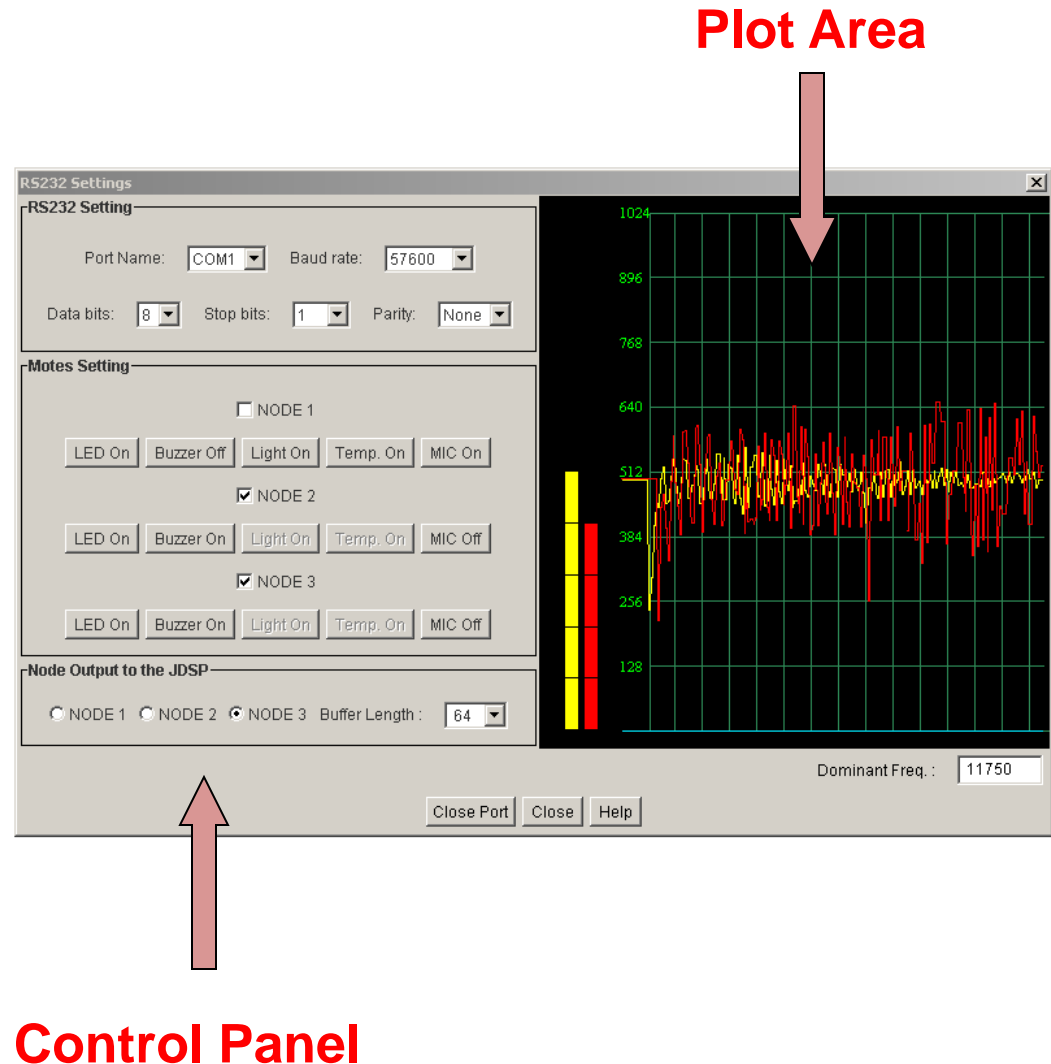 Plot Area
RS232 Settings
RS232 Setting
Port Name: COM1 Baud rate: 57600
Data bits: 8 Stop bits: 1 Parity: None
Motes Setting
NODE 1
LED On Buzzer Off Light On Temp. On MIC On
NODE 2
LED On Buzzer On Light On Temp. On MIC Off
NODE 3
LED On Buzzer On Light On Temp. On MIC Off
Node Output to the JDSP
NODE 1 NODE 2 NODE 3 Buffer Length : 64
1024
896
768
640
512
384
256
128
Dominant Freq. : 11750
Close Port Close Help
Control Panel